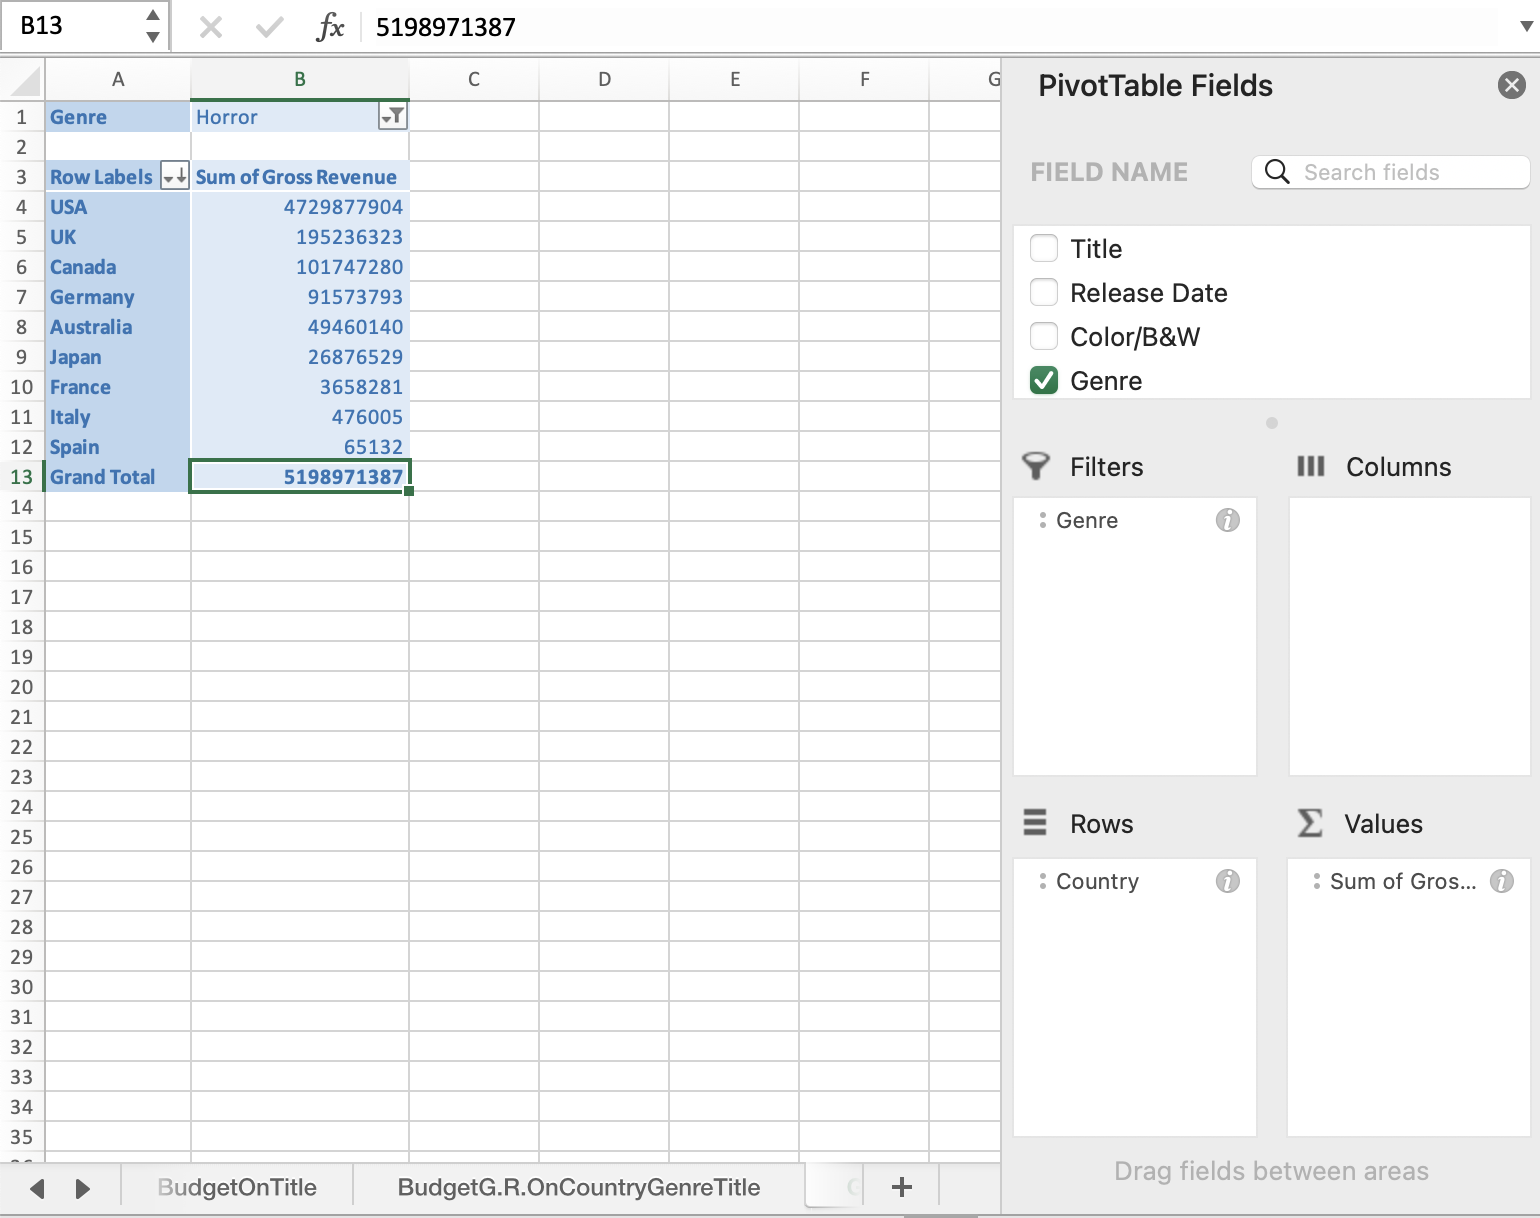 B13 fx 5198971387
A B C D E F G
PivotTable Fields
1 Genre Horror
2
FIELD NAME Search fields
3 Row Labels Sum of Gross Revenue
4 USA 4729877904
5 UK 195236323
6 Canada 101747280
7 Germany 91573793
8 Australia 49460140
9 Japan 26876529
10 France 3658281
11 Italy 476005
12 Spain 65132
13 Grand Total 5198971387
14
15
16
17
18
19
20
21
22
23
24
25
26
27
28
29
30
31
32
33
34
35
Title
Release Date
Color/B&W
Genre
Filters
Genre
Columns
Rows
Country
Σ Values
Sum of Gros...
Drag fields between areas
BudgetOnTitle BudgetG.R.OnCountryGenreTitle +